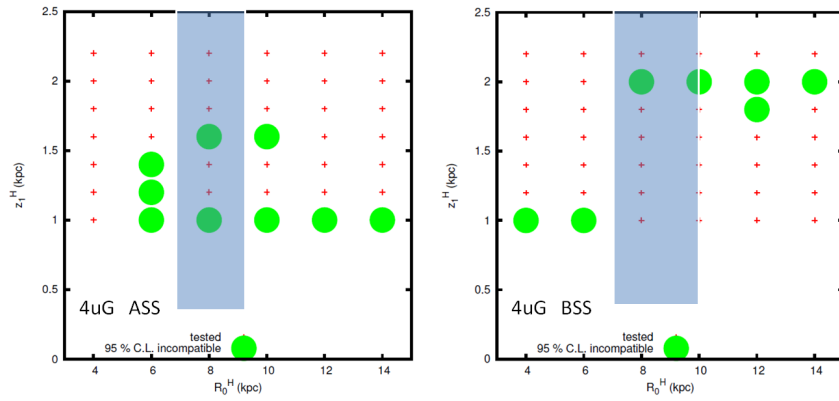 2.5
2
1.5
1
0.5
0
z₁ᴴ (kpc)
4uG ASS
tested
95 % C.L. incompatible
4 6 8 10 12 14
R₀ᴴ (kpc)
2.5
2
1.5
1
0.5
0
z₁ᴴ (kpc)
4uG BSS
tested
95 % C.L. incompatible
4 6 8 10 12 14
R₀ᴴ (kpc)